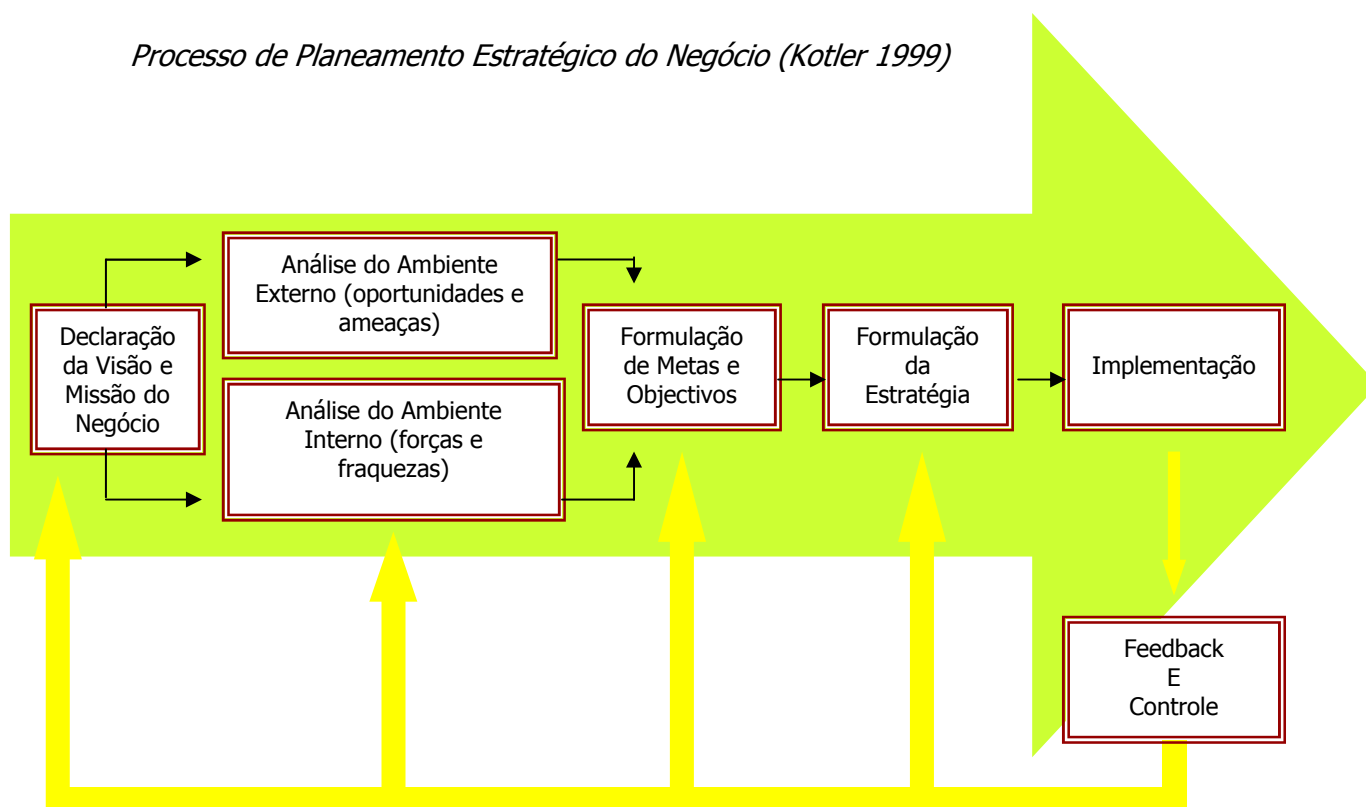 Processo de Planeamento Estratégico do Negócio (Kotler 1999)
Declaração
da Visão e
Missão do
Negócio
Análise do Ambiente
Externo (oportunidades e
ameaças)
Análise do Ambiente
Interno (forças e
fraquezas)
Formulação
de Metas e
Objectivos
Formulação
da
Estratégia
Implementação
Feedback
E
Controle